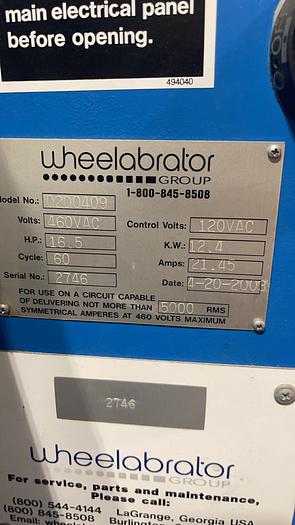 main electrical panel
before opening.
494040
wheelabrator
GROUP
1-800-845-8508
Model No.: D200409
Volts: 460VAC Control Volts: 120VAC
H.P.: 16.5 K.W.: 12.4
Cycle: 60 Amps: 21.45
Serial No.: 2746 Date: 4-20-2003
FOR USE ON A CIRCUIT CAPABLE
OF DELIVERING NOT MORE THAN 5000 RMS
SYMMETRICAL AMPERES AT 460 VOLTS MAXIMUM
2746
wheelabrator
GROUP
For service, parts and maintenance,
Please call:
(800) 544-4144 LaGrange, Georgia USA
(800) 845-8508 Burlington,
Email: